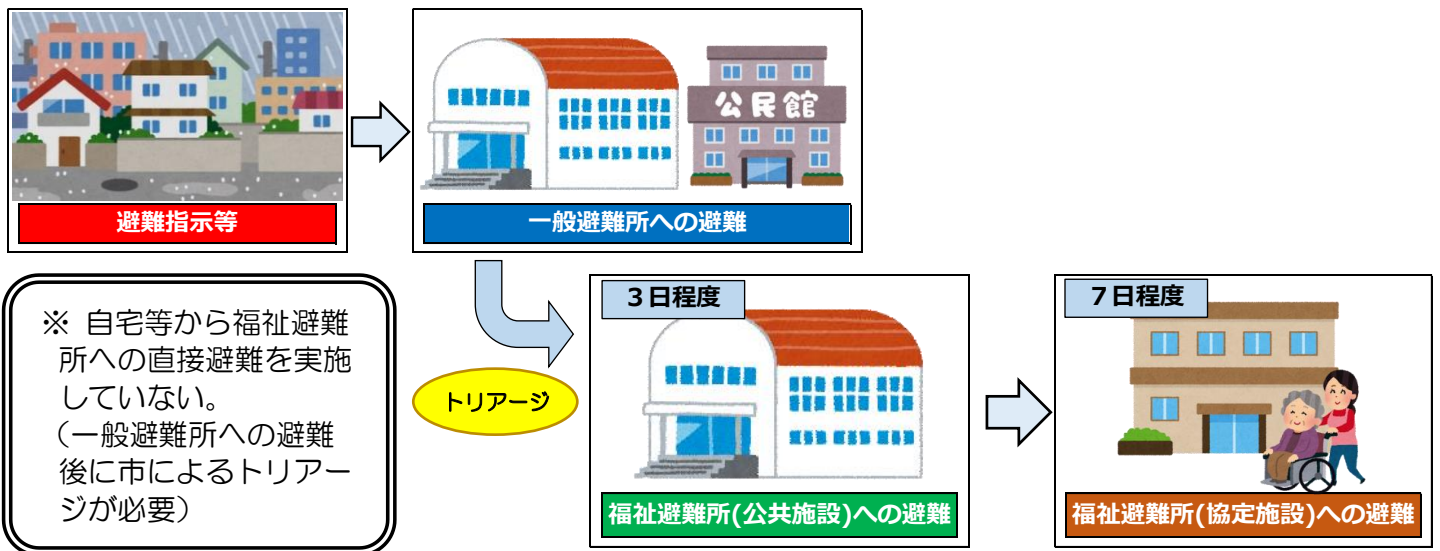 公民館
避難指示等
一般避難所への避難
※ 自宅等から福祉避難
所への直接避難を実施
していない。
（一般避難所への避難
後に市によるトリアー
ジが必要）
トリアージ
３日程度
福祉避難所(公共施設)への避難
７日程度
福祉避難所(協定施設)への避難